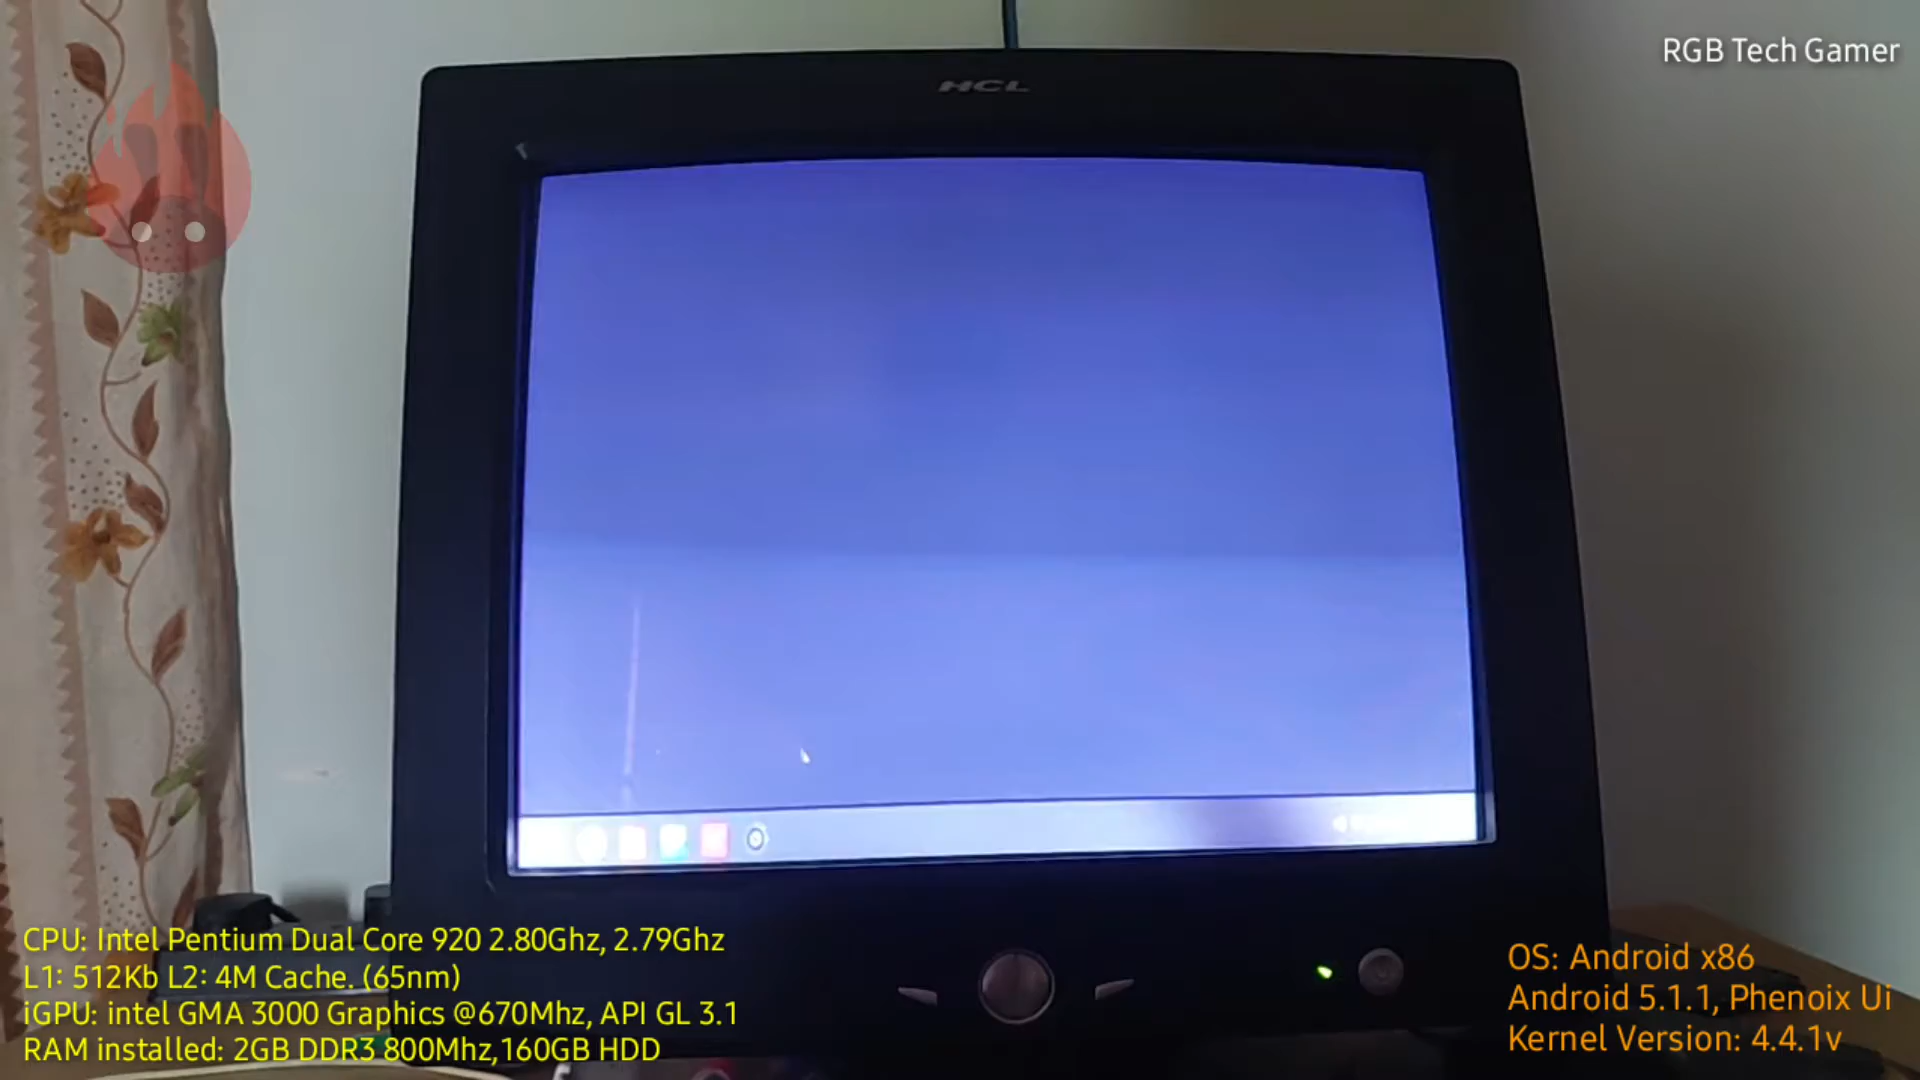 RGB Tech Gamer
HCL
CPU: Intel Pentium Dual Core 920 2.80Ghz, 2.79Ghz
L1: 512Kb L2: 4M Cache. (65nm)
iGPU: intel GMA 3000 Graphics @670Mhz, API GL 3.1
RAM installed: 2GB DDR3 800Mhz,160GB HDD
OS: Android x86
Android 5.1.1, Phenoix Ui
Kernel Version: 4.4.1v